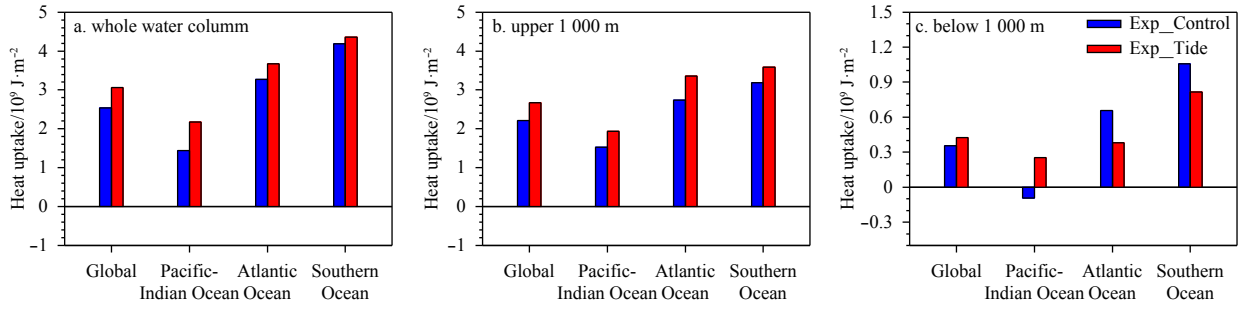 a. whole water columm
Heat uptake/10⁹ J·m⁻²
5
4
3
2
1
0
−1
Global
Pacific-
Indian Ocean
Atlantic
Ocean
Southern
Ocean
b. upper 1 000 m
Heat uptake/10⁹ J·m⁻²
5
4
3
2
1
0
−1
Global
Pacific-
Indian Ocean
Atlantic
Ocean
Southern
Ocean
c. below 1 000 m
Exp__Control
Exp__Tide
Heat uptake/10⁹ J·m⁻²
1.5
1.2
0.9
0.6
0.3
0
−0.3
Global
Pacific-
Indian Ocean
Atlantic
Ocean
Southern
Ocean